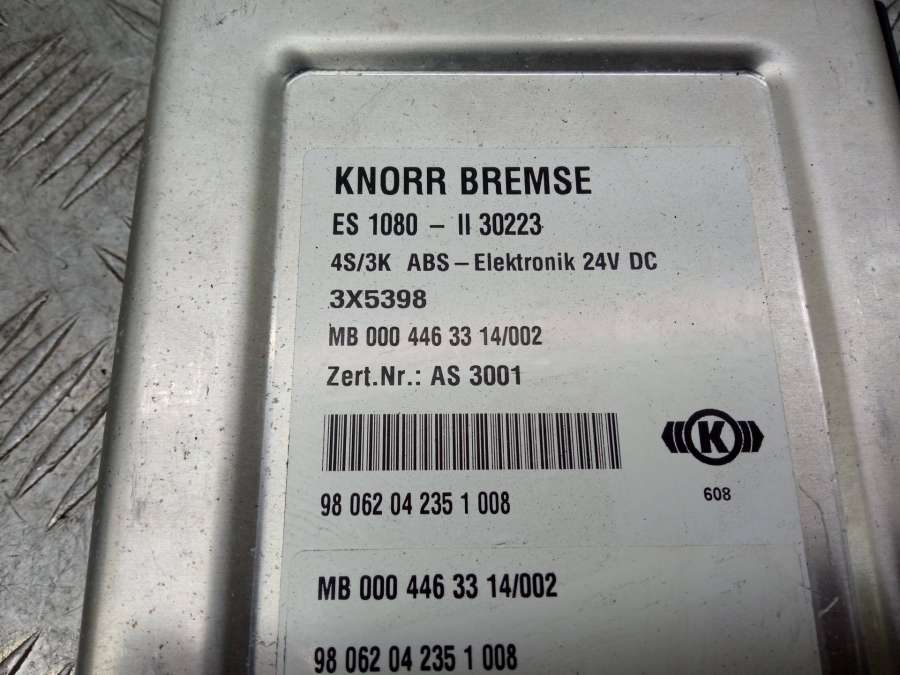 KNORR BREMSE
ES 1080 – II 30223
4S/3K ABS – Elektronik 24V DC
3X5398
MB 000 446 33 14/002
Zert.Nr.: AS 3001
K
98 062 04 235 1 008
608
MB 000 446 33 14/002
98 062 04 235 1 008